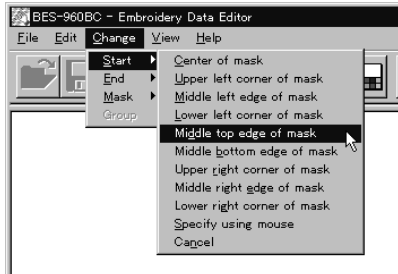 BES-960BC - Embroidery Data Editor
File Edit Change View Help
Start
End
Mask
Group
Center of mask
Upper left corner of mask
Middle left edge of mask
Lower left corner of mask
Middle top edge of mask
Middle bottom edge of mask
Upper right corner of mask
Middle right edge of mask
Lower right corner of mask
Specify using mouse
Cancel